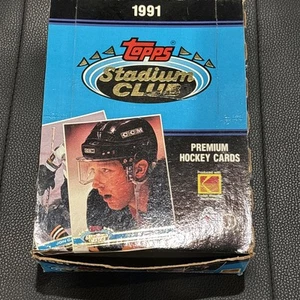 1991
Topps
Stadium
CLUB
CCM
PREMIUM
HOCKEY CARDS